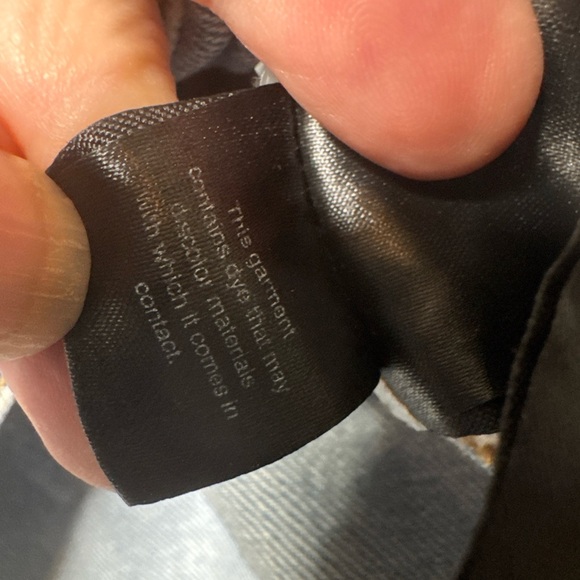 This garment
contains dye that may
discolor materials
with which it comes in
contact.